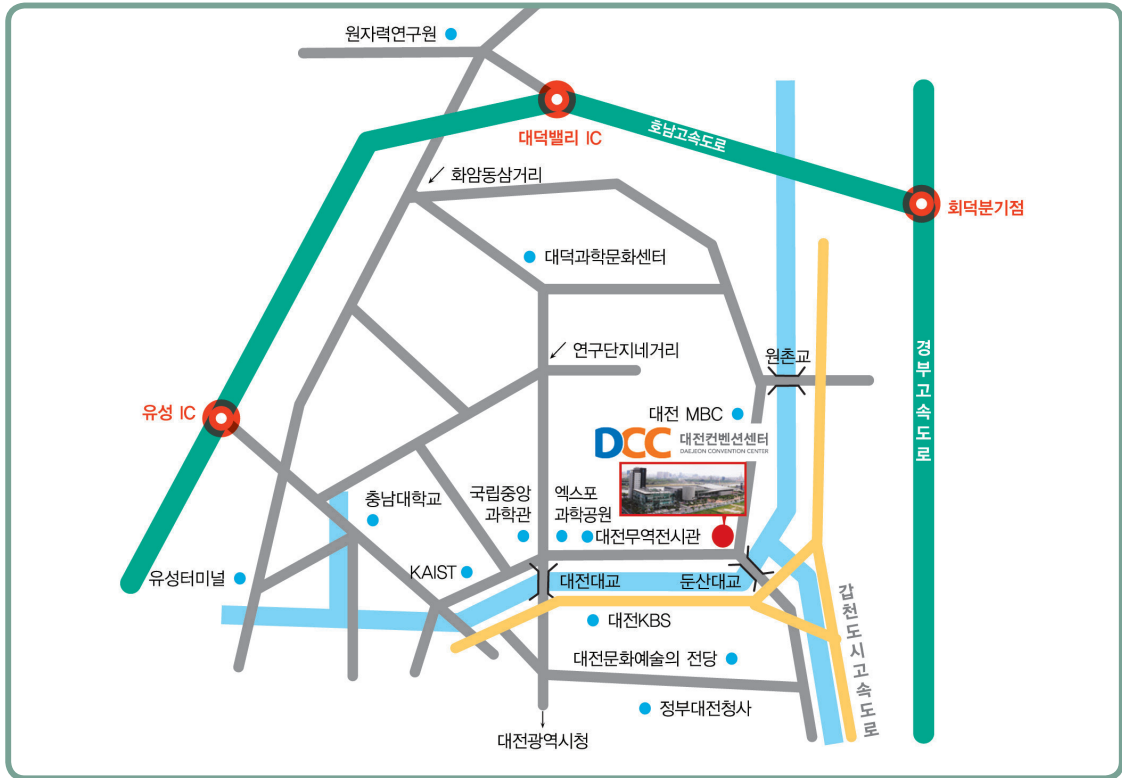 원자력연구원
대덕밸리 IC
호남고속도로
회덕분기점
화암동삼거리
대덕과학문화센터
연구단지네거리
원촌교
경부고속도로
유성 IC
대전 MBC
DCC 대전컨벤션센터
DAEJEON CONVENTION CENTER
충남대학교
국립중앙
과학관
엑스포
과학공원
대전무역전시관
유성터미널
KAIST
대전대교
둔산대교
갑천도시고속도로
대전KBS
대전문화예술의 전당
정부대전청사
대전광역시청